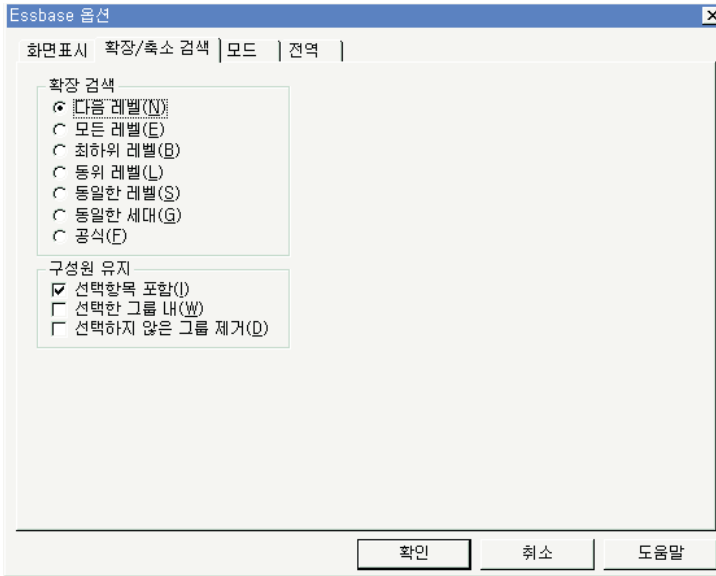 Essbase 옵션
화면표시 확장/축소 검색 모드 전역
확장 검색
다음 레벨(N)
모든 레벨(E)
최하위 레벨(B)
동위 레벨(L)
동일한 레벨(S)
동일한 세대(G)
공식(F)
구성원 유지
선택항목 포함(I)
선택한 그룹 내(W)
선택하지 않은 그룹 제거(D)
확인 취소 도움말